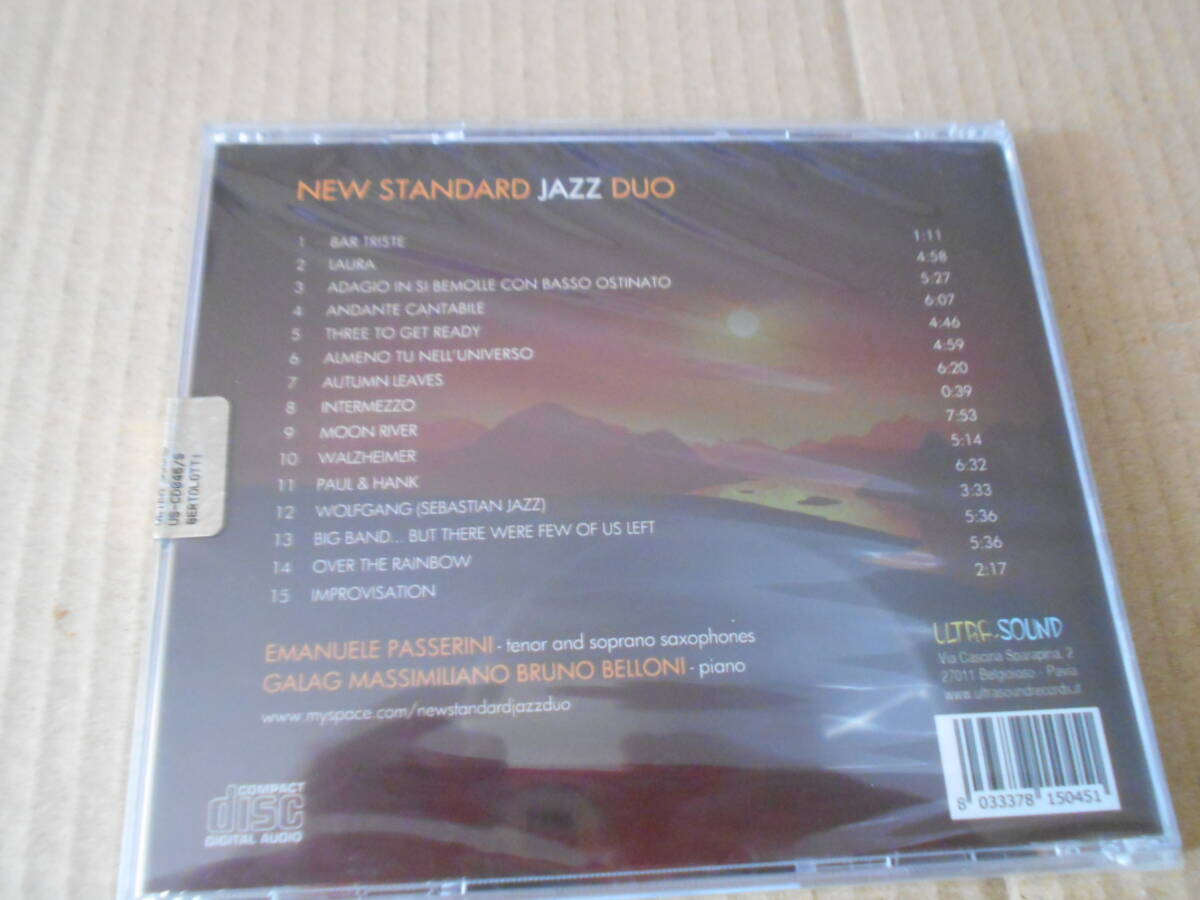 NEW STANDARD JAZZ DUO
1 BAR TRISTE 1:11
2 LAURA 4:58
3 ADAGIO IN SI BEMOLLE CON BASSO OSTINATO 5:27
4 ANDANTE CANTABILE 6:07
5 THREE TO GET READY 4:46
6 ALMENO TU NELL'UNIVERSO 4:59
7 AUTUMN LEAVES 6:20
8 INTERMEZZO 0:39
9 MOON RIVER 7:53
10 WALZHEIMER 5:14
11 PAUL & HANK 6:32
12 WOLFGANG (SEBASTIAN JAZZ) 3:33
13 BIG BAND... BUT THERE WERE FEW OF US LEFT 5:36
14 OVER THE RAINBOW 5:36
15 IMPROVISATION 2:17
EMANUELE PASSERINI - tenor and soprano saxophones
GALAG MASSIMILIANO BRUNO BELLONI - piano
www.myspace.com/newstandardjazzduo
ULTRA-SOUND
Via Cascina Sparapina, 2
27011 Belgioioso - Pavia
www.ultrasoundrecords.it
8 033378 150451
COMPACT
disc
DIGITAL AUDIO
US-CD046/S
BERTOLOTTI